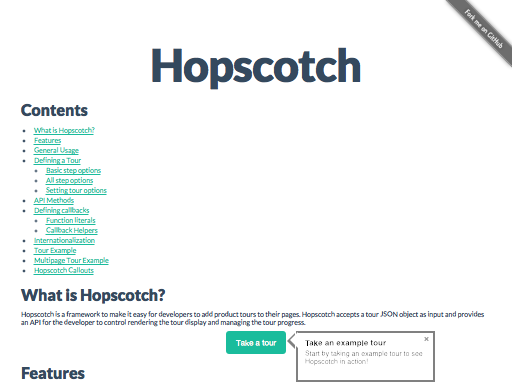 Fork me on GitHub
Hopscotch
Contents
What is Hopscotch?
Features
General Usage
Defining a Tour
Basic step options
All step options
Setting tour options
API Methods
Defining callbacks
Function literals
Callback Helpers
Internationalization
Tour Example
Multipage Tour Example
Hopscotch Callouts
What is Hopscotch?
Hopscotch is a framework to make it easy for developers to add product tours to their pages. Hopscotch accepts a tour JSON object as input and provides
an API for the developer to control rendering the tour display and managing the tour progress.
Take a tour
Take an example tour
Start by taking an example tour to see
Hopscotch in action!
Features